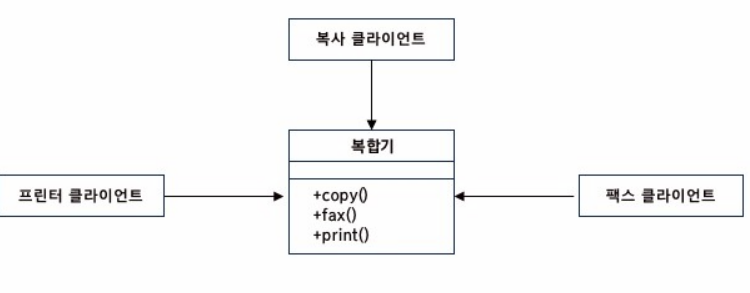 복사 클라이언트
복합기
프린터 클라이언트
+copy()
+fax()
+print()
팩스 클라이언트